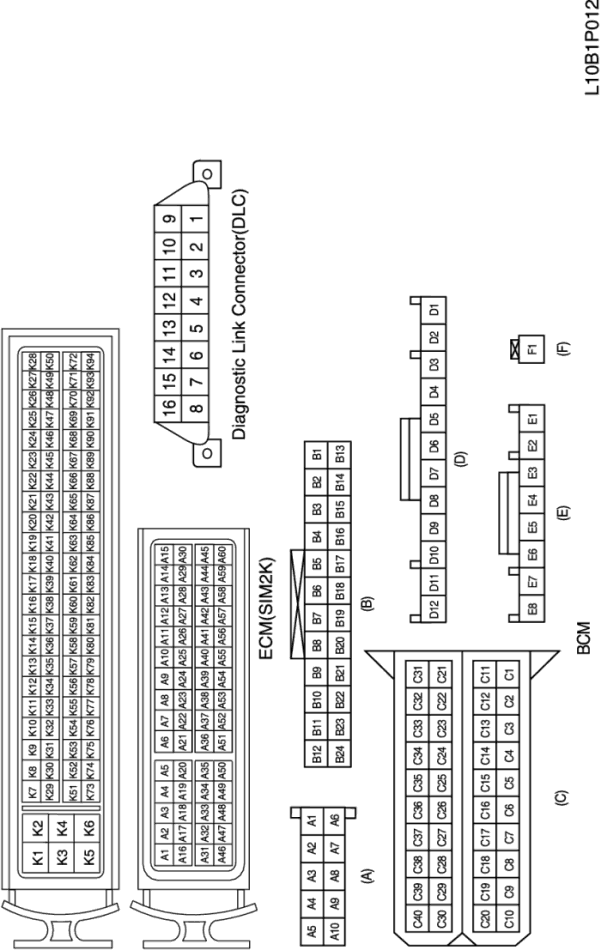 K1 K2
K3 K4
K5 K6
K7 K8 K9 K10 K11 K12 K13 K14 K15 K16 K17 K18 K19 K20 K21 K22 K23 K24 K25 K26 K27 K28
K29 K30 K31 K32 K33 K34 K35 K36 K37 K38 K39 K40 K41 K42 K43 K44 K45 K46 K47 K48 K49 K50
K51 K52 K53 K54 K55 K56 K57 K58 K59 K60 K61 K62 K63 K64 K65 K66 K67 K68 K69 K70 K71 K72
K73 K74 K75 K76 K77 K78 K79 K80 K81 K82 K83 K84 K85 K86 K87 K88 K89 K90 K91 K92 K93 K94
A1 A2 A3 A4 A5 A6 A7 A8 A9 A10 A11 A12 A13 A14 A15
A16 A17 A18 A19 A20 A21 A22 A23 A24 A25 A26 A27 A28 A29 A30
A31 A32 A33 A34 A35 A36 A37 A38 A39 A40 A41 A42 A43 A44 A45
A46 A47 A48 A49 A50 A51 A52 A53 A54 A55 A56 A57 A58 A59 A60
ECM(SIM2K)
16 15 14 13 12 11 10 9
8 7 6 5 4 3 2 1
Diagnostic Link Connector(DLC)
A5 A4 A3 A2 A1
A10 A9 A8 A7 A6
(A)
B12 B11 B10 B9 B8 B7 B6 B5 B4 B3 B2 B1
B24 B23 B22 B21 B20 B19 B18 B17 B16 B15 B14 B13
(B)
C40 C39 C38 C37 C36 C35 C34 C33 C32 C31
C30 C29 C28 C27 C26 C25 C24 C23 C22 C21
C20 C19 C18 C17 C16 C15 C14 C13 C12 C11
C10 C9 C8 C7 C6 C5 C4 C3 C2 C1
(C)
D12 D11 D10 D9 D8 D7 D6 D5 D4 D3 D2 D1
(D)
E8 E7 E6 E5 E4 E3 E2 E1
(E)
F1
(F)
BCM
L10B1P012